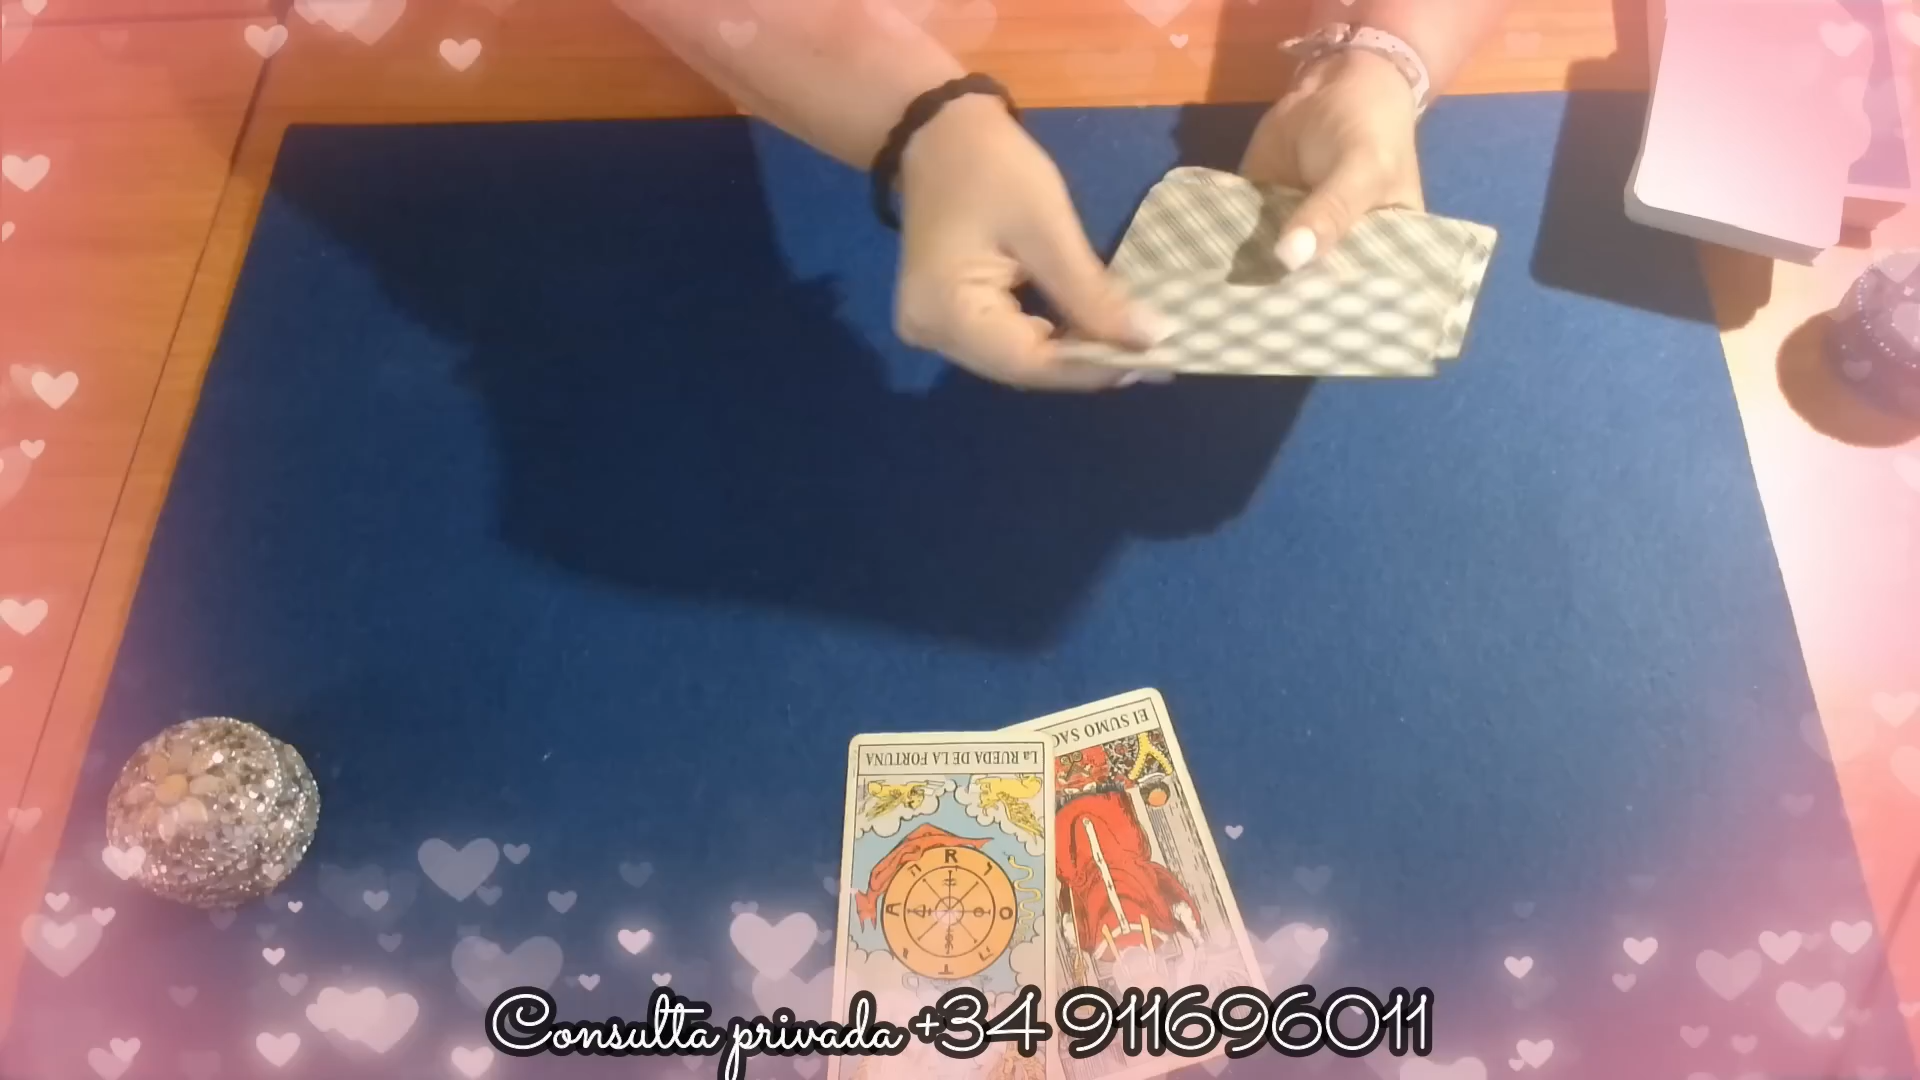 El SUMO SAC
La RUEDA DE LA FORTUNA
R
O
T
A
Consulta privada +34 911696011